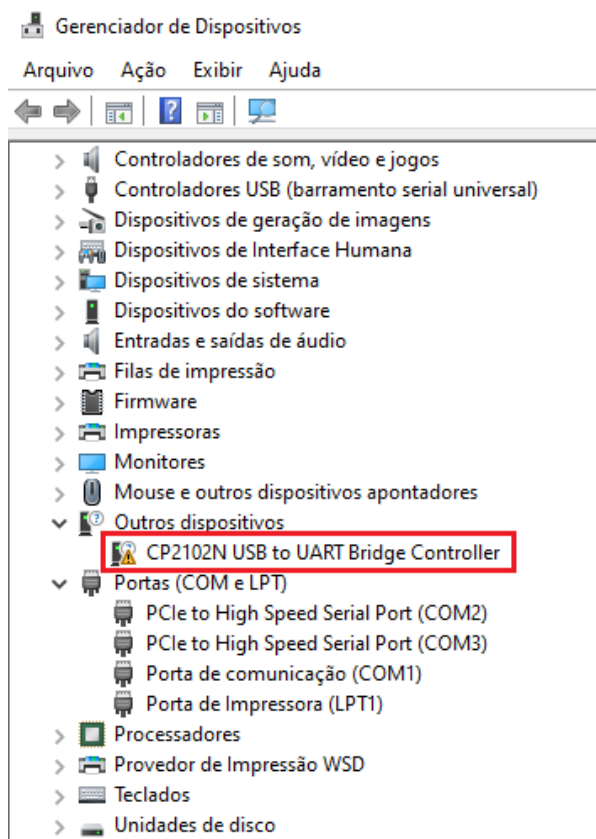 Gerenciador de Dispositivos
Arquivo Ação Exibir Ajuda
Controladores de som, vídeo e jogos
Controladores USB (barramento serial universal)
Dispositivos de geração de imagens
Dispositivos de Interface Humana
Dispositivos de sistema
Dispositivos do software
Entradas e saídas de áudio
Filas de impressão
Firmware
Impressoras
Monitores
Mouse e outros dispositivos apontadores
Outros dispositivos
CP2102N USB to UART Bridge Controller
Portas (COM e LPT)
PCIe to High Speed Serial Port (COM2)
PCIe to High Speed Serial Port (COM3)
Porta de comunicação (COM1)
Porta de Impressora (LPT1)
Processadores
Provedor de Impressão WSD
Teclados
Unidades de disco